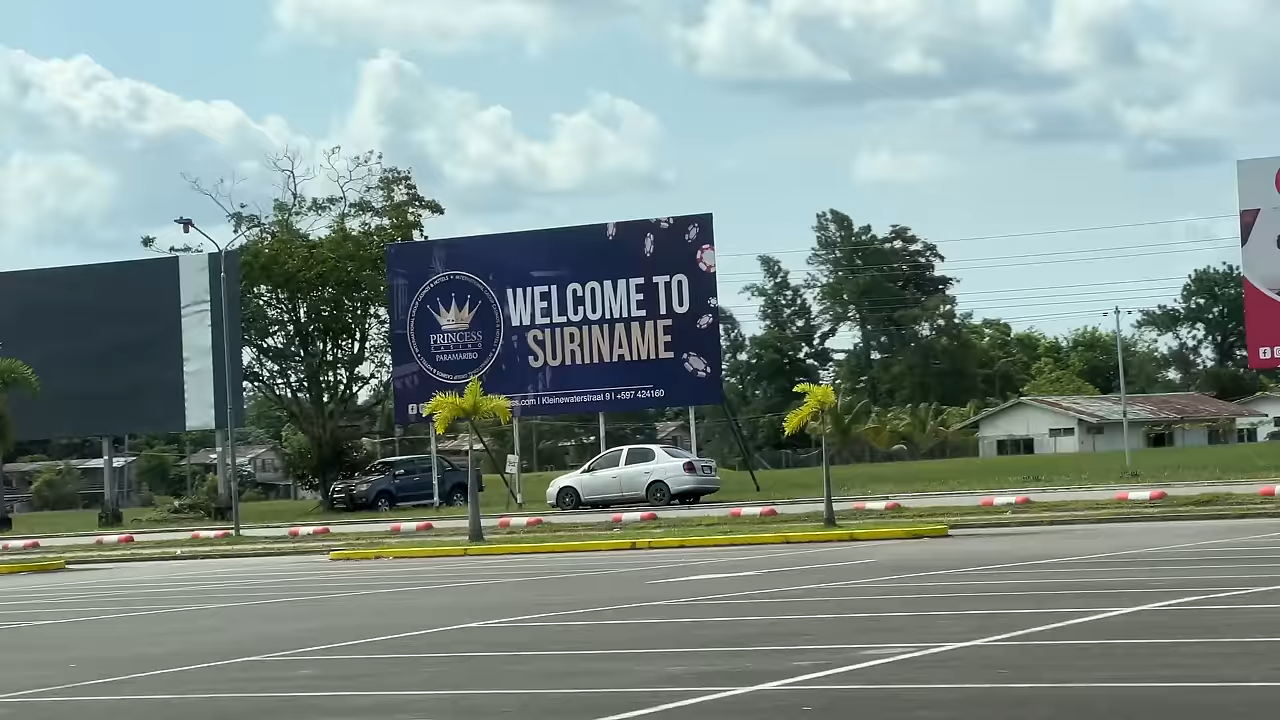 PRINCESS
CASINO
PARAMARIBO
WELCOME TO
SURINAME
.com | Kleinewaterstraat 9 | +597 424160